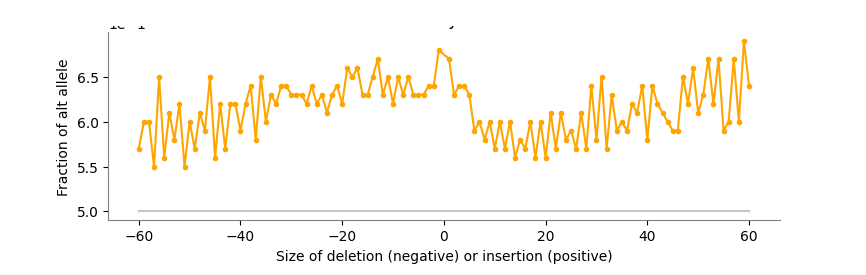 6.5
6.0
5.5
5.0
Fraction of alt allele
−60 −40 −20 0 20 40 60
Size of deletion (negative) or insertion (positive)